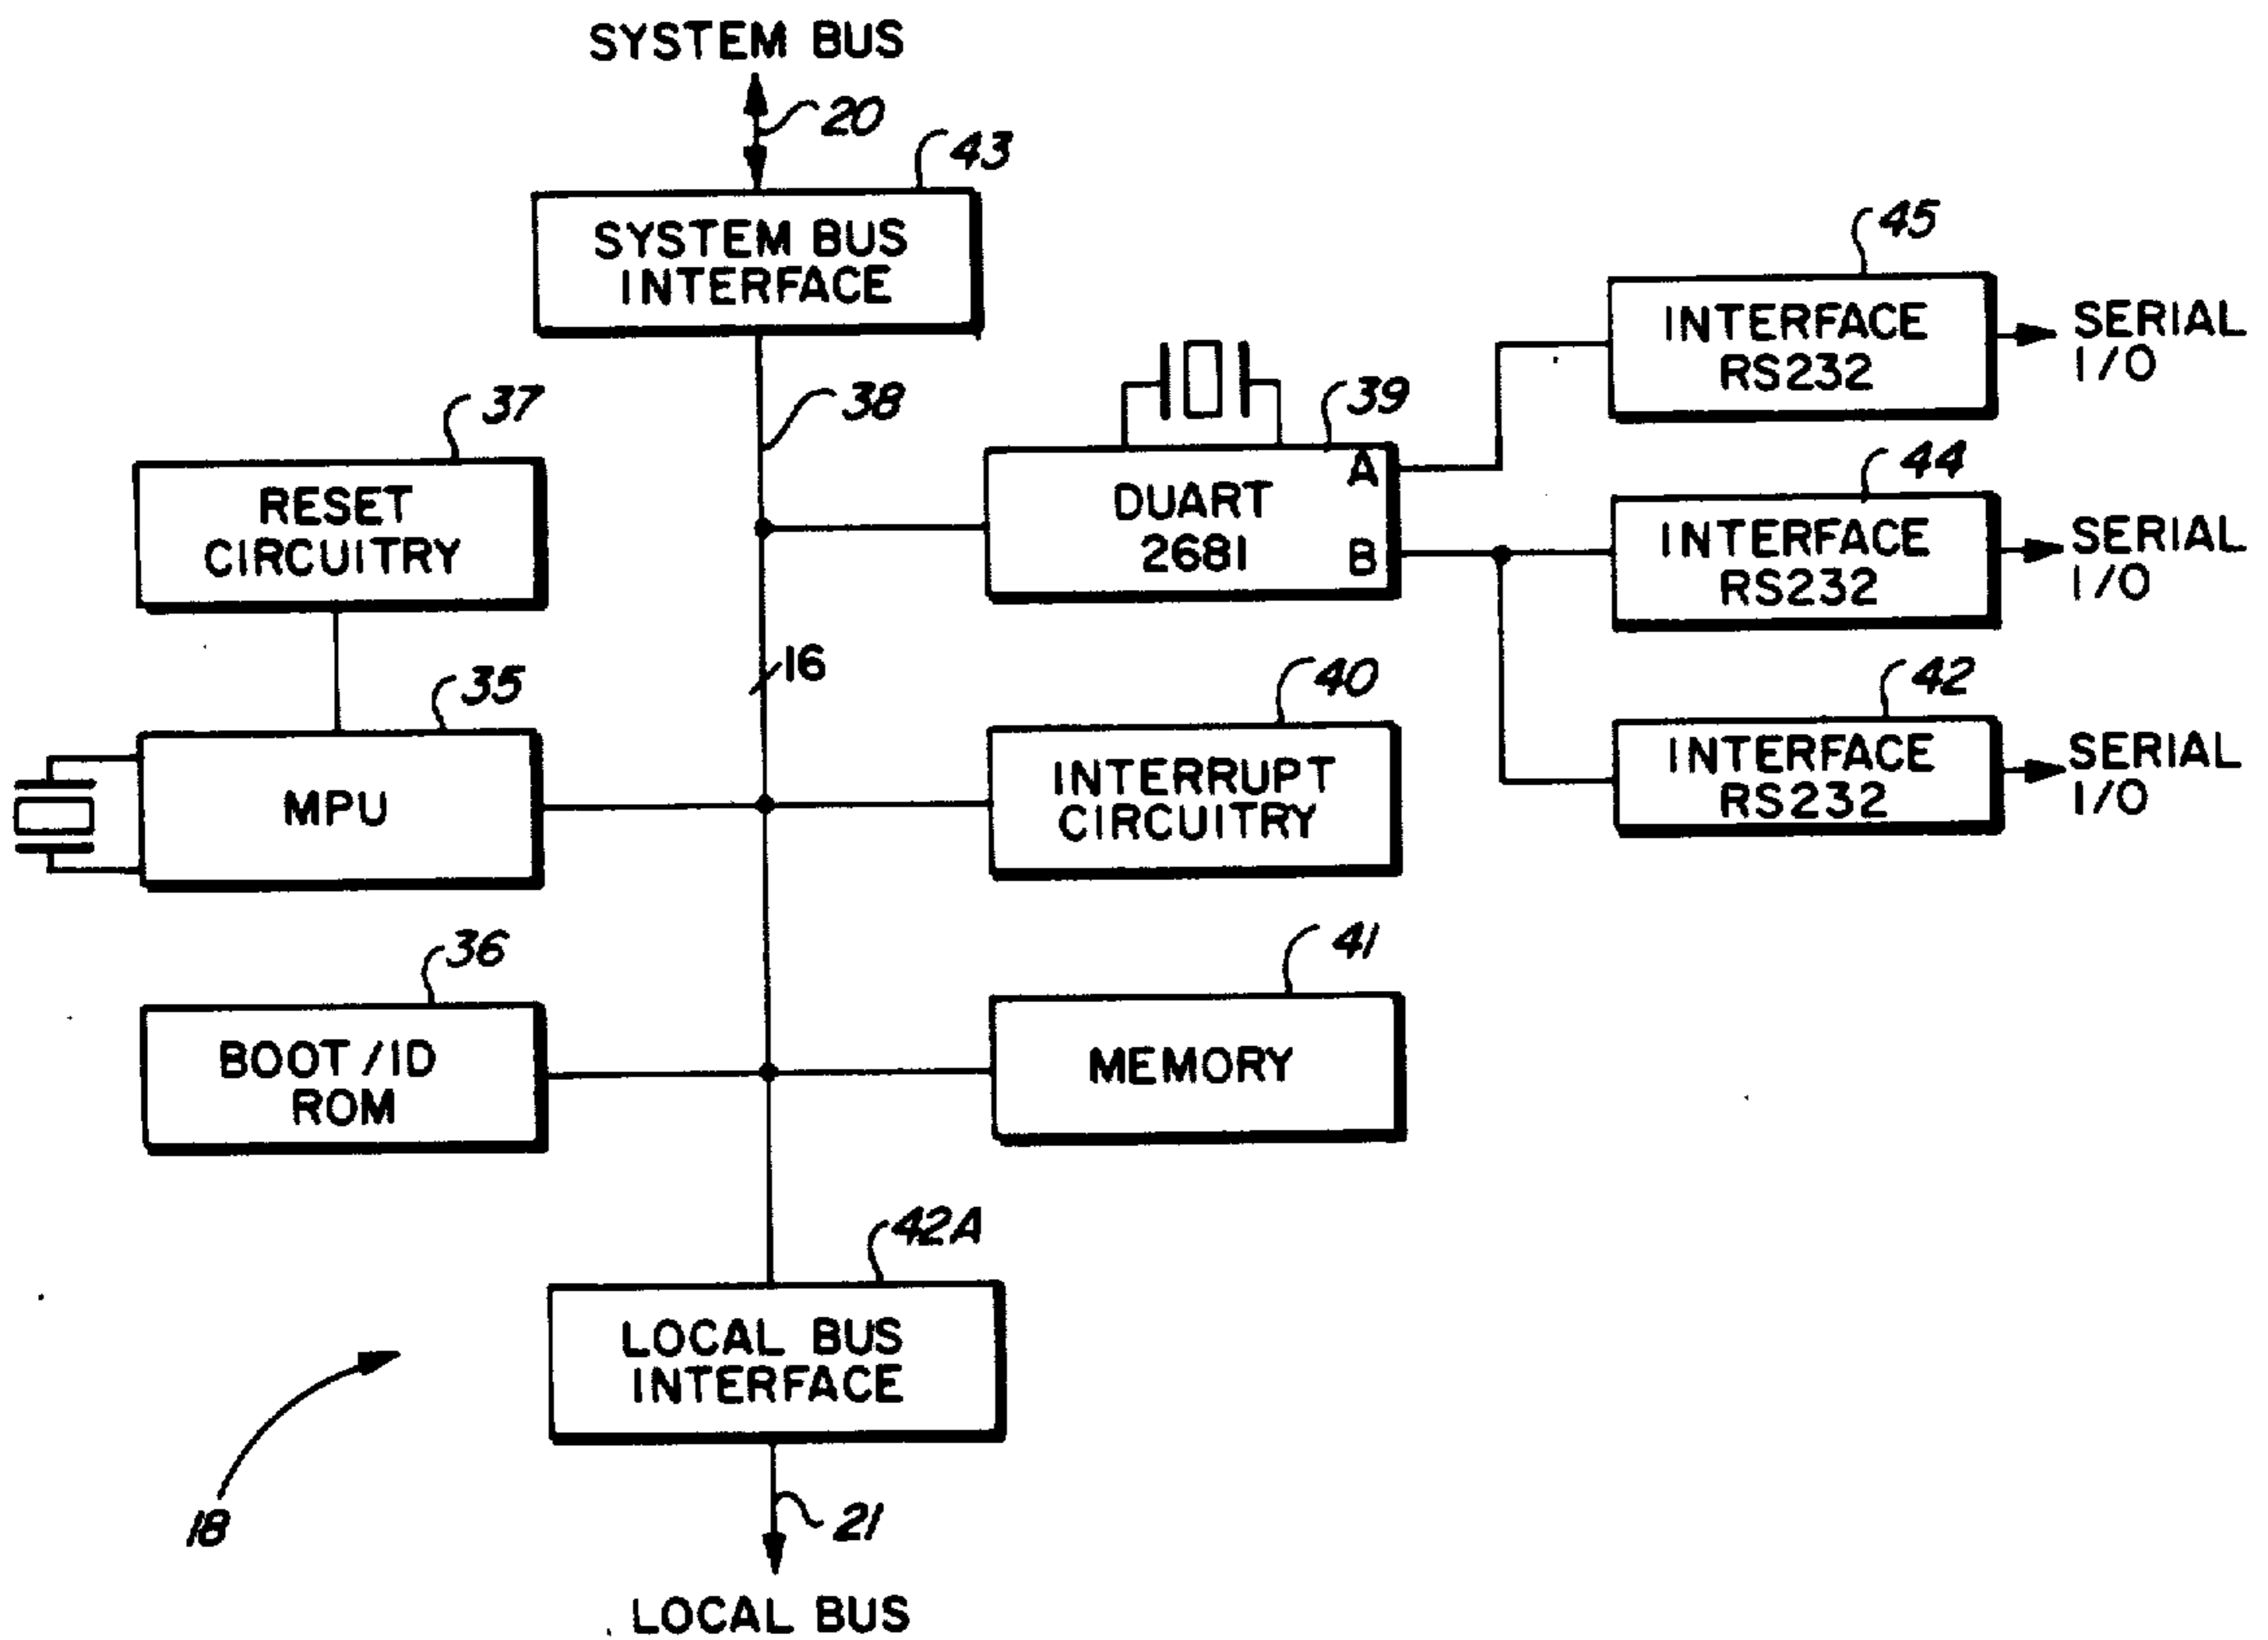 SYSTEM BUS
20
43
SYSTEM BUS
INTERFACE
45
INTERFACE
RS232
SERIAL
I/O
37
38
39
RESET
CIRCUITRY
A
DUART
2681
B
44
INTERFACE
RS232
SERIAL
I/O
16
35
40
42
MPU
INTERRUPT
CIRCUITRY
INTERFACE
RS232
SERIAL
I/O
36
41
BOOT/ID
ROM
MEMORY
42A
LOCAL BUS
INTERFACE
18
21
LOCAL BUS